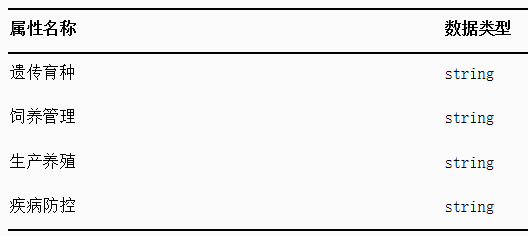 属性名称 数据类型
遗传育种 string
饲养管理 string
生产养殖 string
疾病防控 string